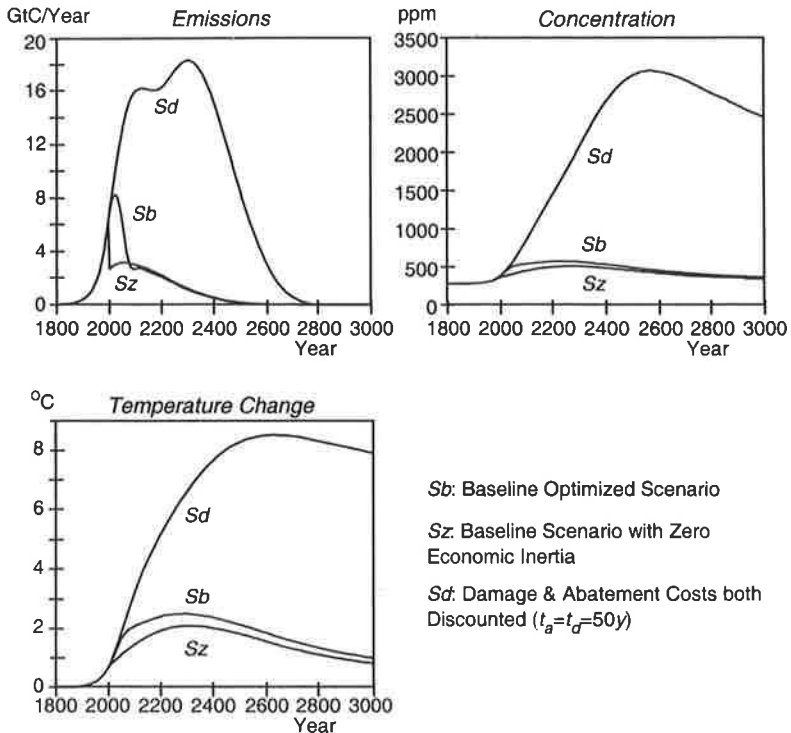 GtC/Year
Emissions
20
16
12
8
4
0
Sd
Sb
Sz
1800 2000 2200 2400 2600 2800 3000
Year
ppm
Concentration
3500
3000
2500
2000
1500
1000
500
0
Sd
Sb
Sz
1800 2000 2200 2400 2600 2800 3000
Year
°C
Temperature Change
8
6
4
2
0
Sd
Sb
Sz
1800 2000 2200 2400 2600 2800 3000
Year
Sb: Baseline Optimized Scenario
Sz: Baseline Scenario with Zero
Economic Inertia
Sd: Damage & Abatement Costs both
Discounted (tₐ=t_d=50y)